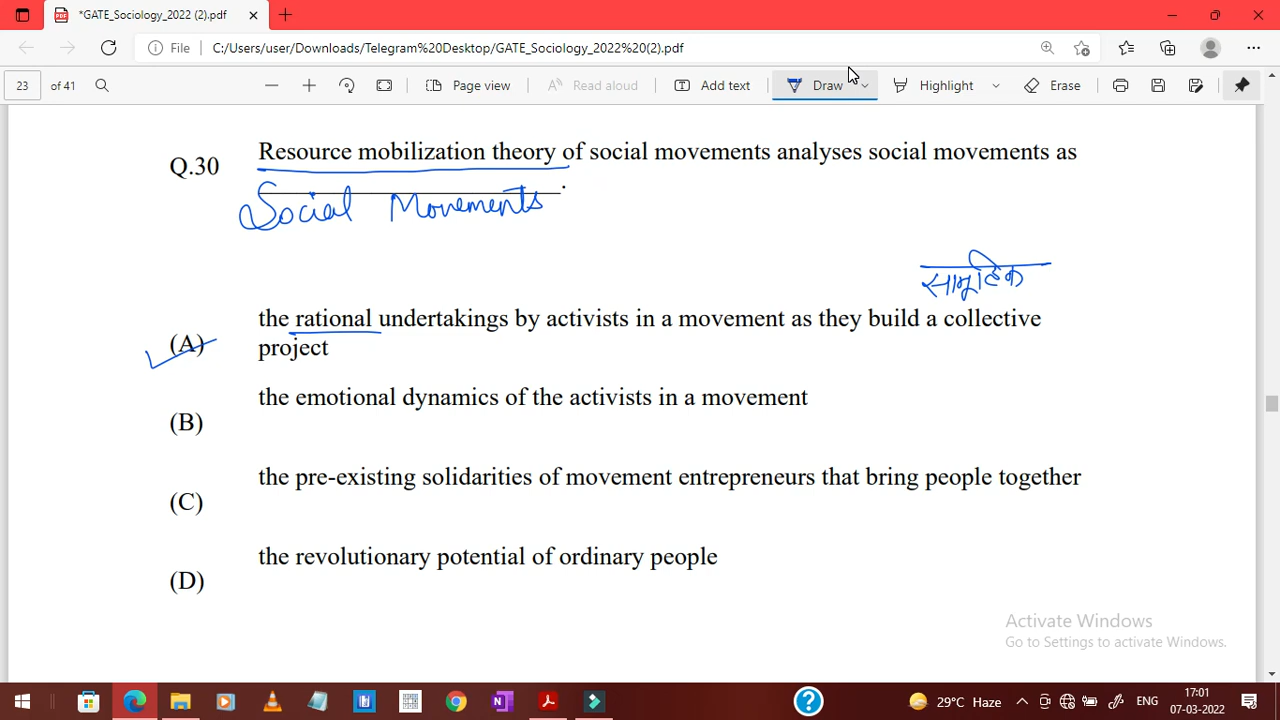 *GATE_Sociology_2022 (2).pdf
File C:/Users/user/Downloads/Telegram%20Desktop/GATE_Sociology_2022%20(2).pdf
23 of 41 Page view Read aloud Add text Draw Highlight Erase
Q.30 Resource mobilization theory of social movements analyses social movements as
____________________.
Social Movements
सामूहिक
(A) the rational undertakings by activists in a movement as they build a collective
project
(B) the emotional dynamics of the activists in a movement
(C) the pre-existing solidarities of movement entrepreneurs that bring people together
(D) the revolutionary potential of ordinary people
Activate Windows
Go to Settings to activate Windows.
29°C Haze ENG 17:01
07-03-2022